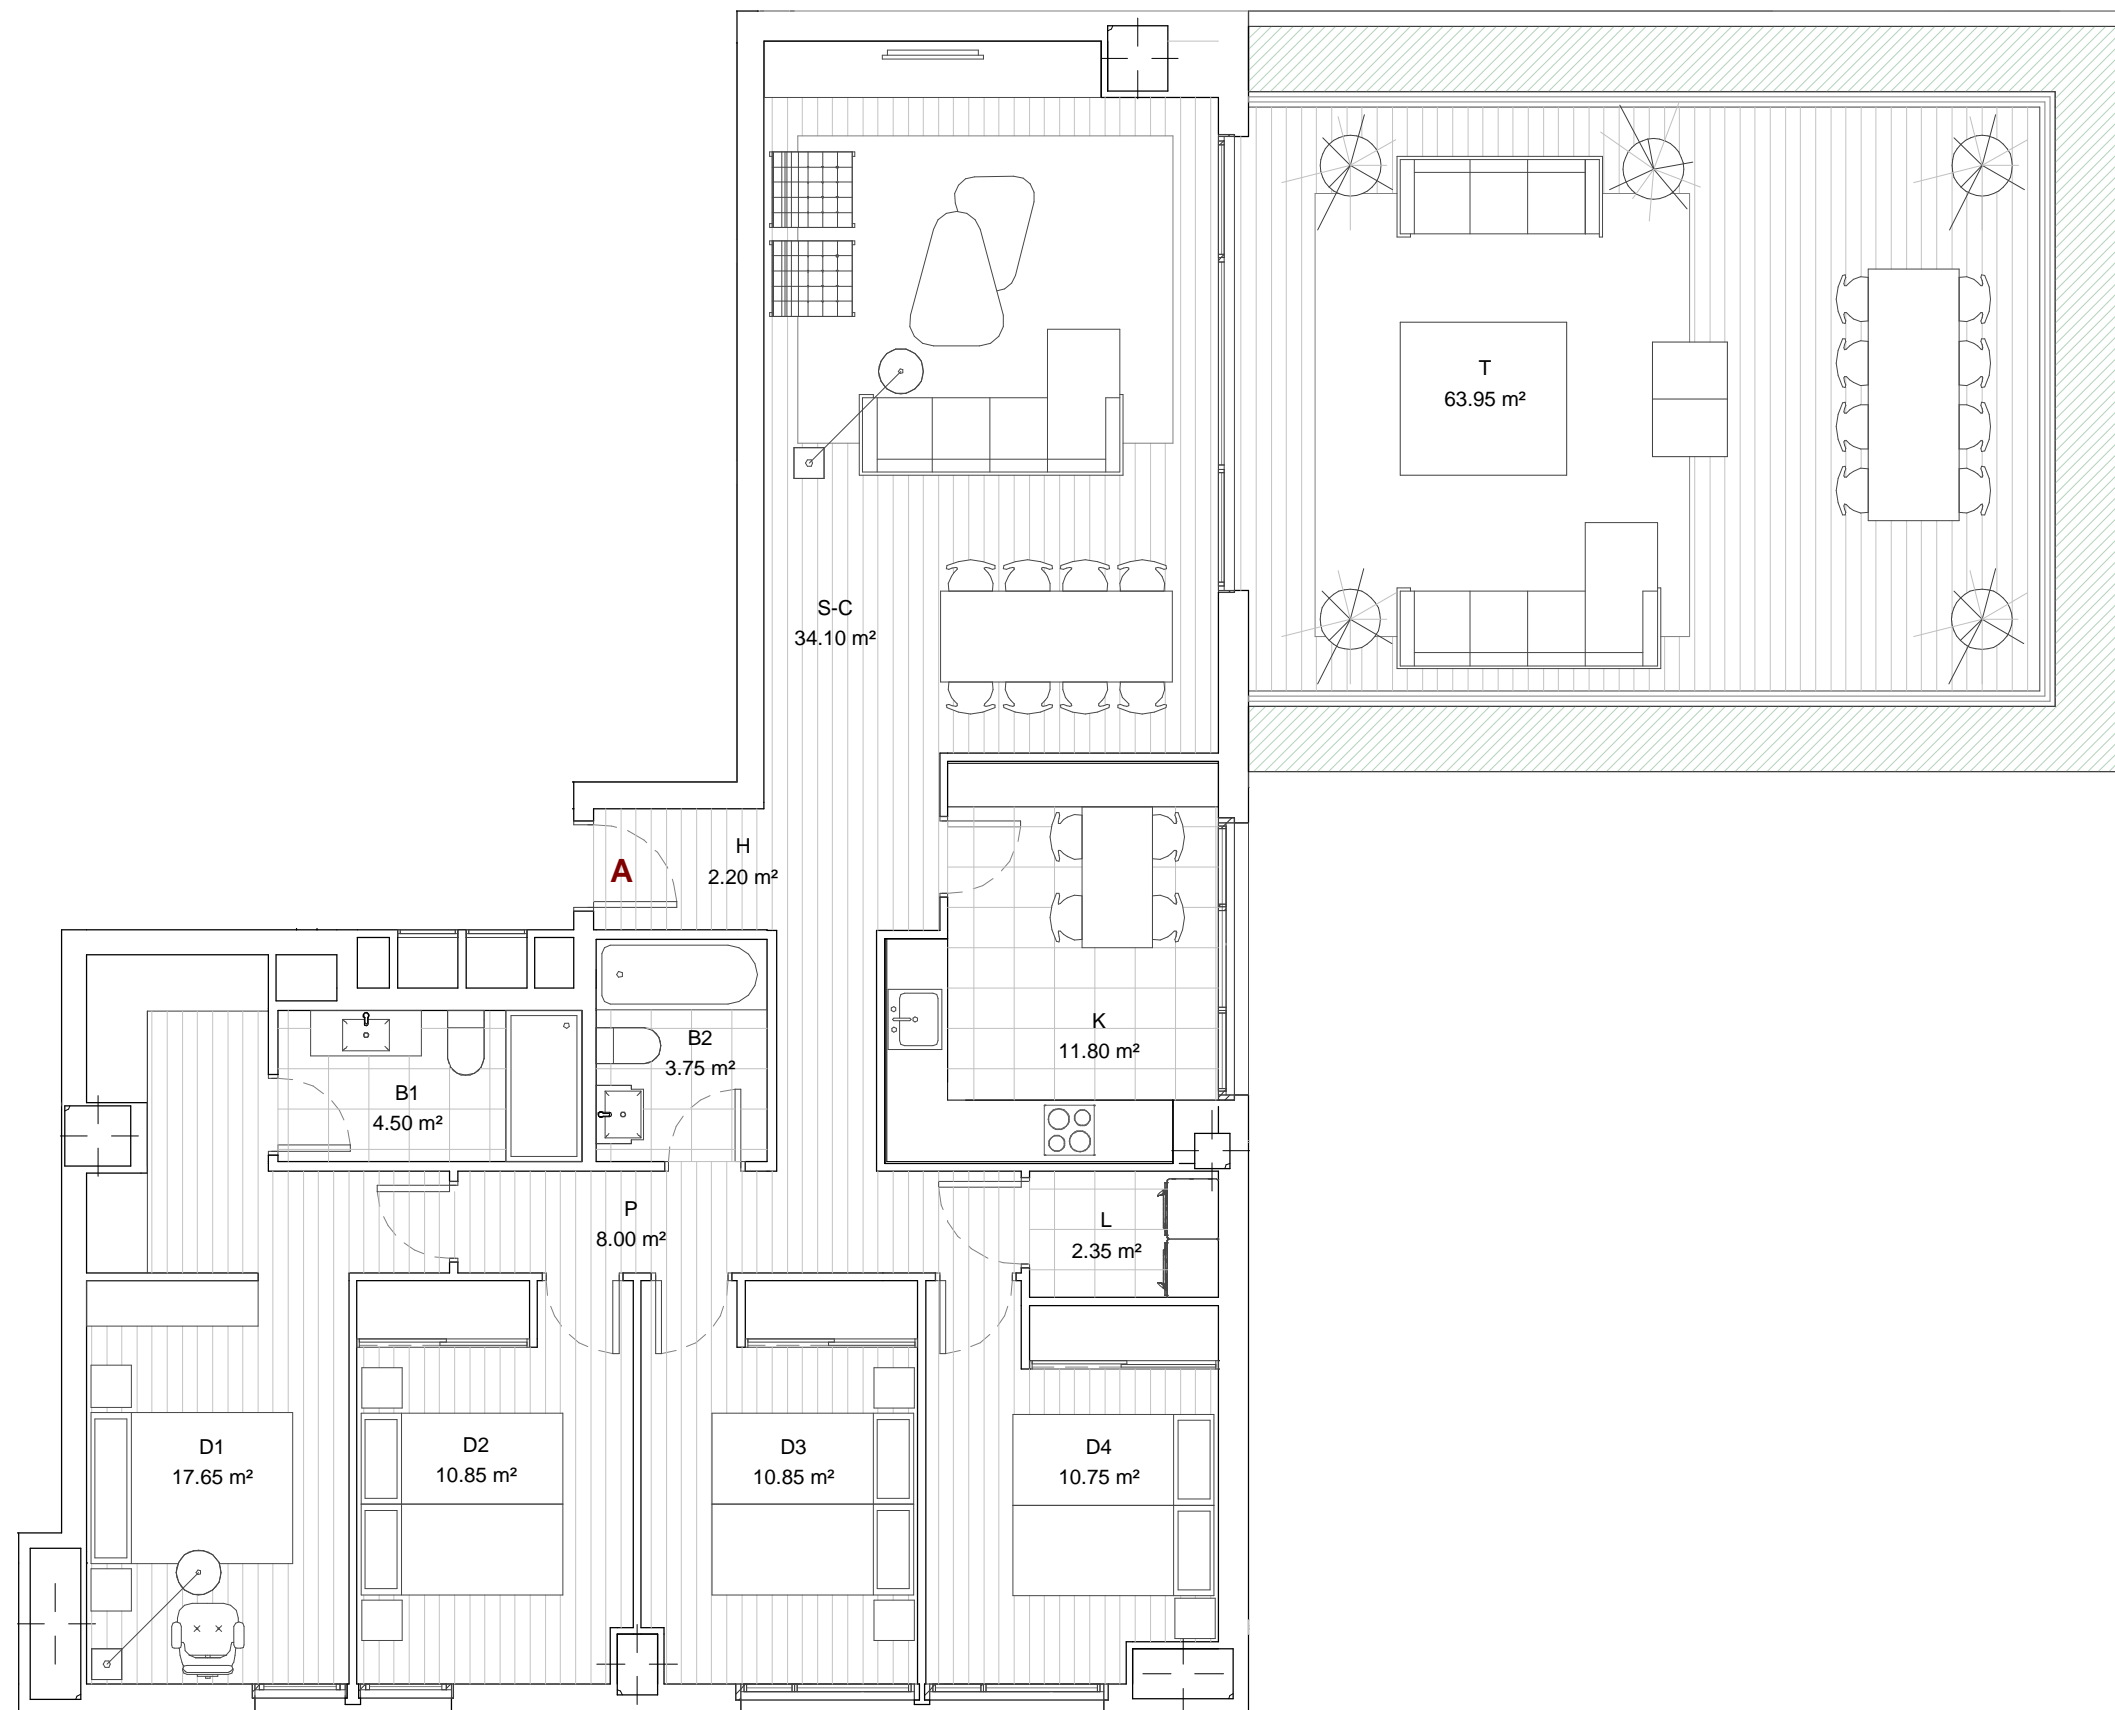 T
63.95 m²
S-C
34.10 m²
H
2.20 m²
A
K
11.80 m²
B2
3.75 m²
B1
4.50 m²
P
8.00 m²
L
2.35 m²
D1
17.65 m²
D2
10.85 m²
D3
10.85 m²
D4
10.75 m²